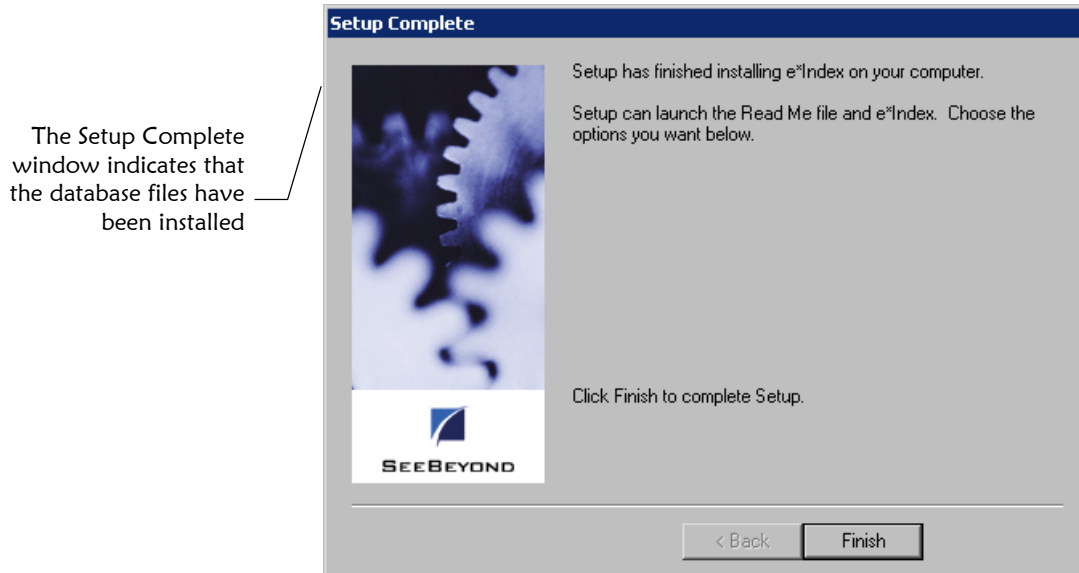 Setup Complete
Setup has finished installing e*Index on your computer.
Setup can launch the Read Me file and e*Index.  Choose the
options you want below.
The Setup Complete
window indicates that
the database files have
been installed
Click Finish to complete Setup.
SEEBEYOND
< Back
Finish